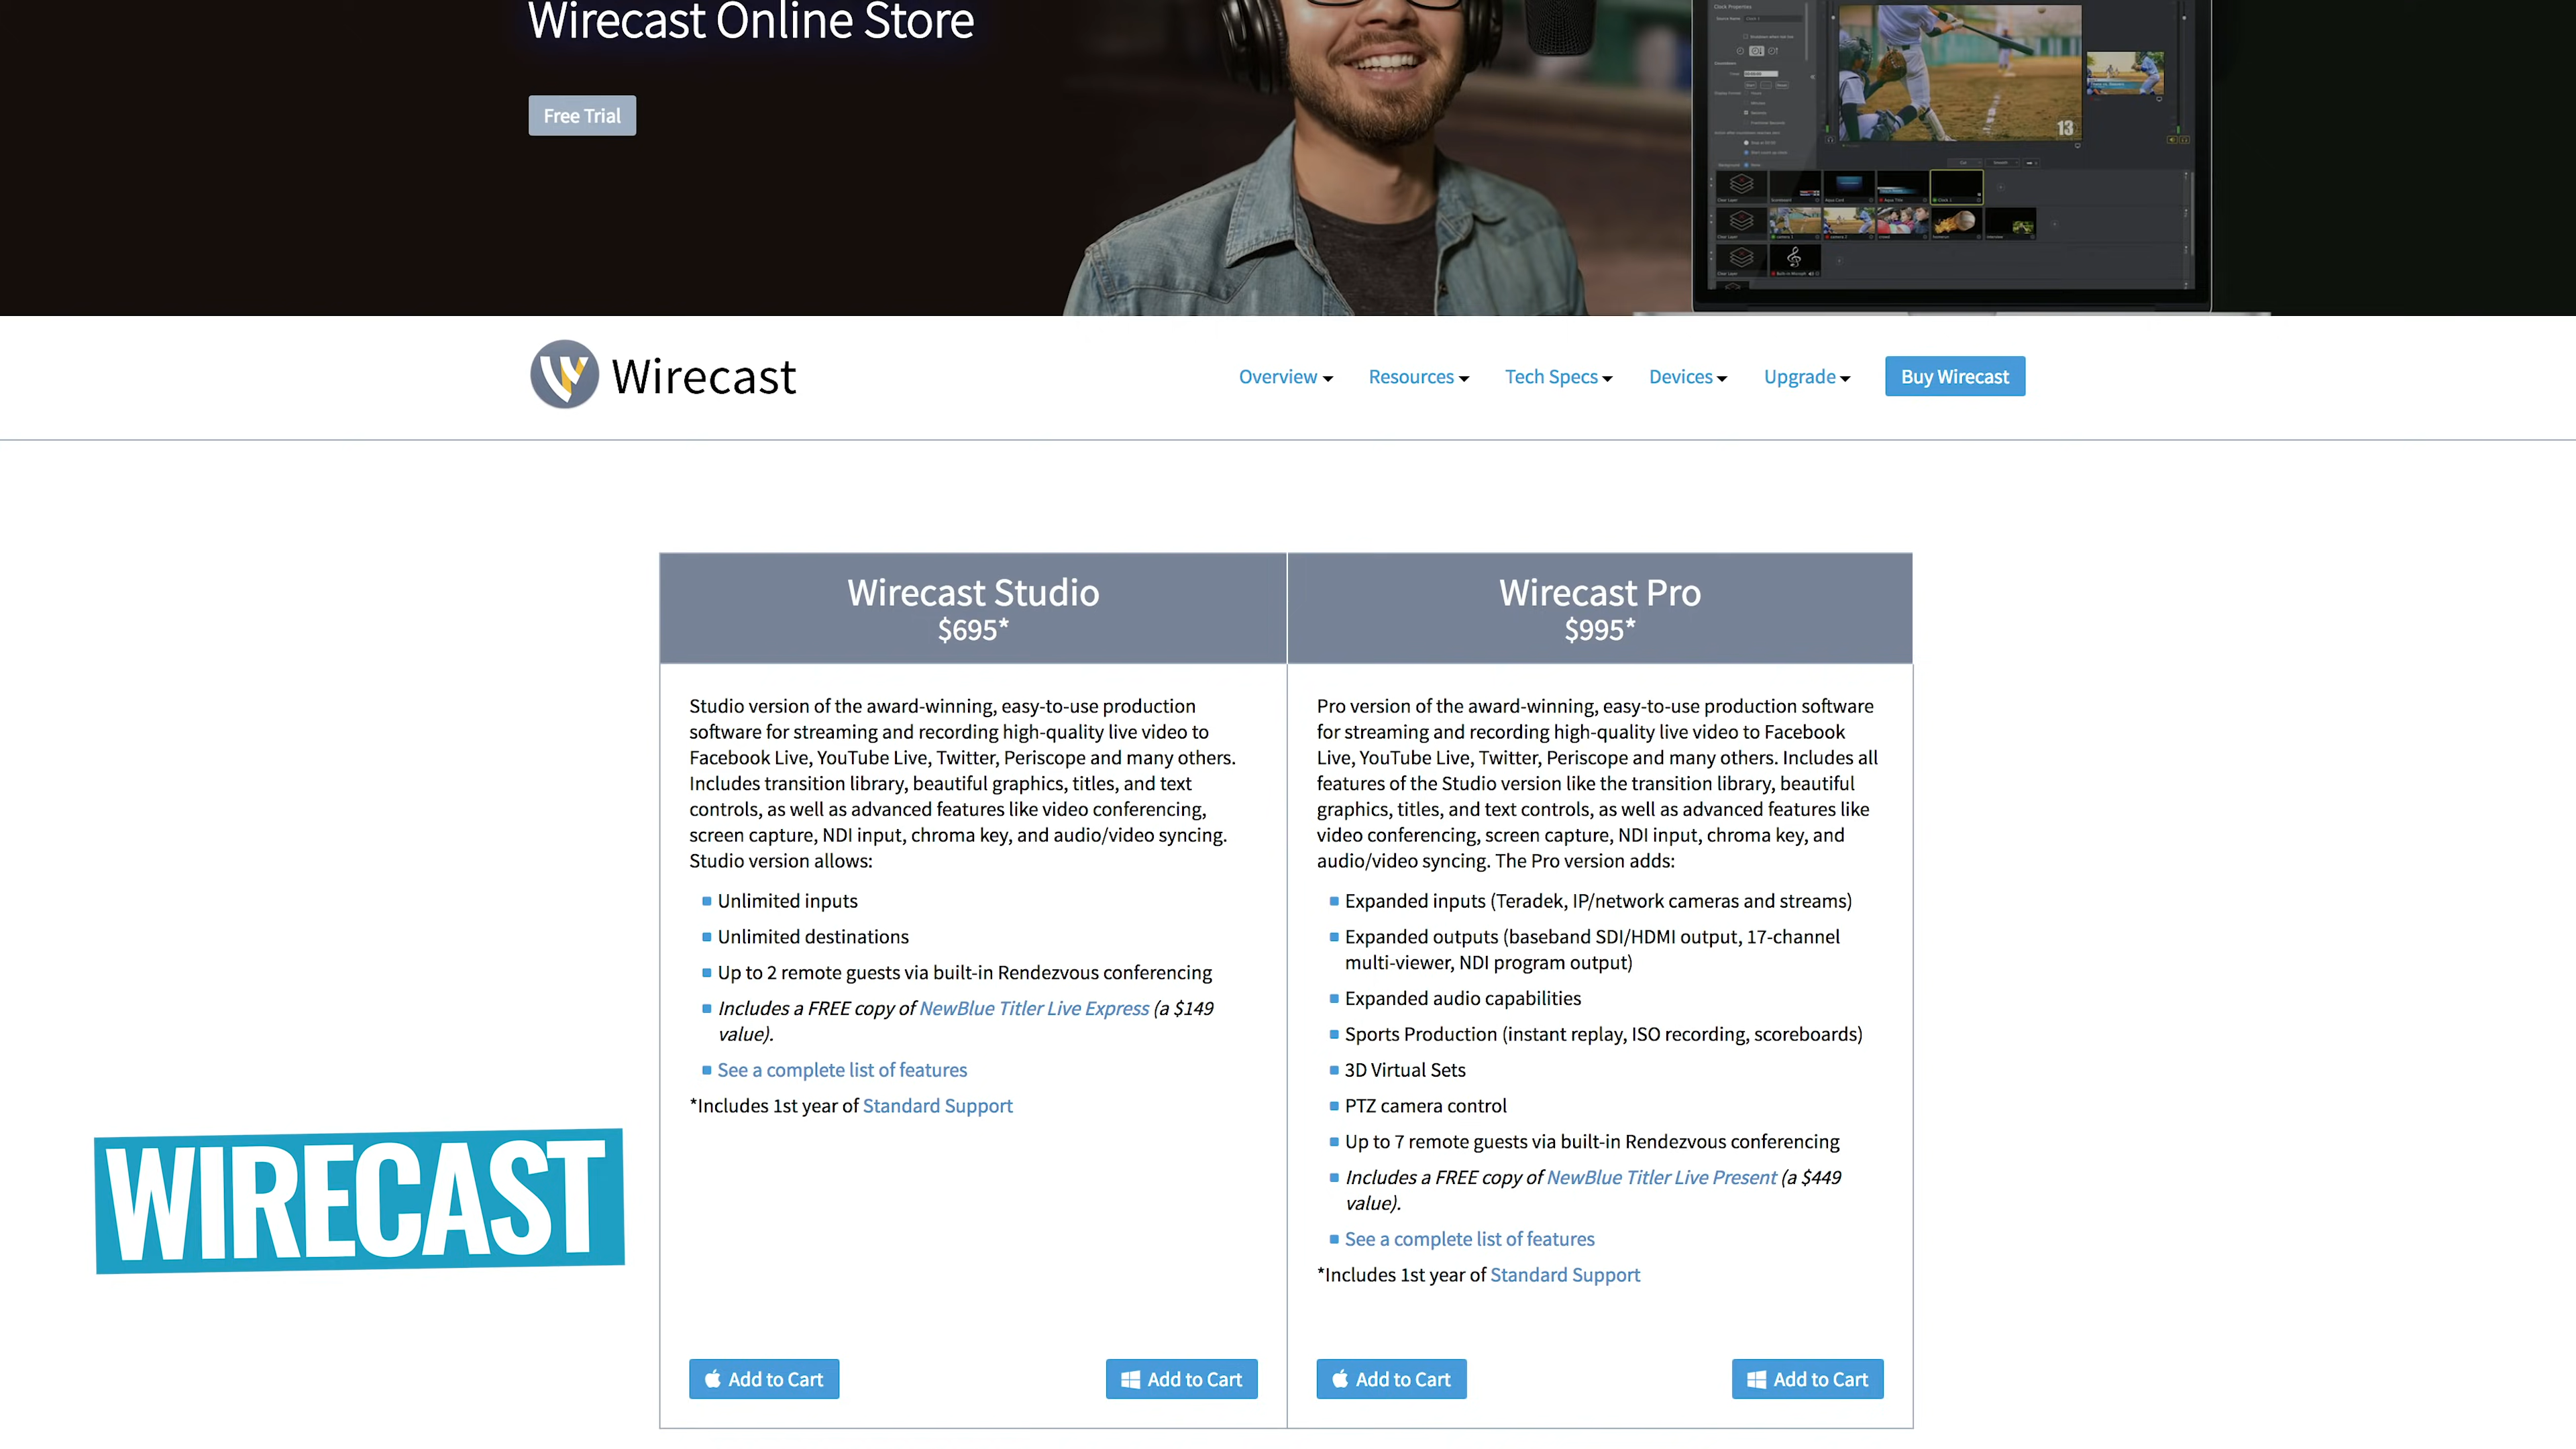 Wirecast Online Store
Free Trial
13
Wirecast
Overview
Resources
Tech Specs
Devices
Upgrade
Buy Wirecast
Wirecast Studio
$695*
Studio version of the award-winning, easy-to-use production
software for streaming and recording high-quality live video to
Facebook Live, YouTube Live, Twitter, Periscope and many others.
Includes transition library, beautiful graphics, titles, and text
controls, as well as advanced features like video conferencing,
screen capture, NDI input, chroma key, and audio/video syncing.
Studio version allows:
Unlimited inputs
Unlimited destinations
Up to 2 remote guests via built-in Rendezvous conferencing
Includes a FREE copy of NewBlue Titler Live Express (a $149
value).
See a complete list of features
*Includes 1st year of Standard Support
Add to Cart
Add to Cart
Wirecast Pro
$995*
Pro version of the award-winning, easy-to-use production software
for streaming and recording high-quality live video to Facebook
Live, YouTube Live, Twitter, Periscope and many others. Includes all
features of the Studio version like the transition library, beautiful
graphics, titles, and text controls, as well as advanced features like
video conferencing, screen capture, NDI input, chroma key, and
audio/video syncing. The Pro version adds:
Expanded inputs (Teradek, IP/network cameras and streams)
Expanded outputs (baseband SDI/HDMI output, 17-channel
multi-viewer, NDI program output)
Expanded audio capabilities
Sports Production (instant replay, ISO recording, scoreboards)
3D Virtual Sets
PTZ camera control
Up to 7 remote guests via built-in Rendezvous conferencing
Includes a FREE copy of NewBlue Titler Live Present (a $449
value).
See a complete list of features
*Includes 1st year of Standard Support
Add to Cart
Add to Cart
WIRECAST